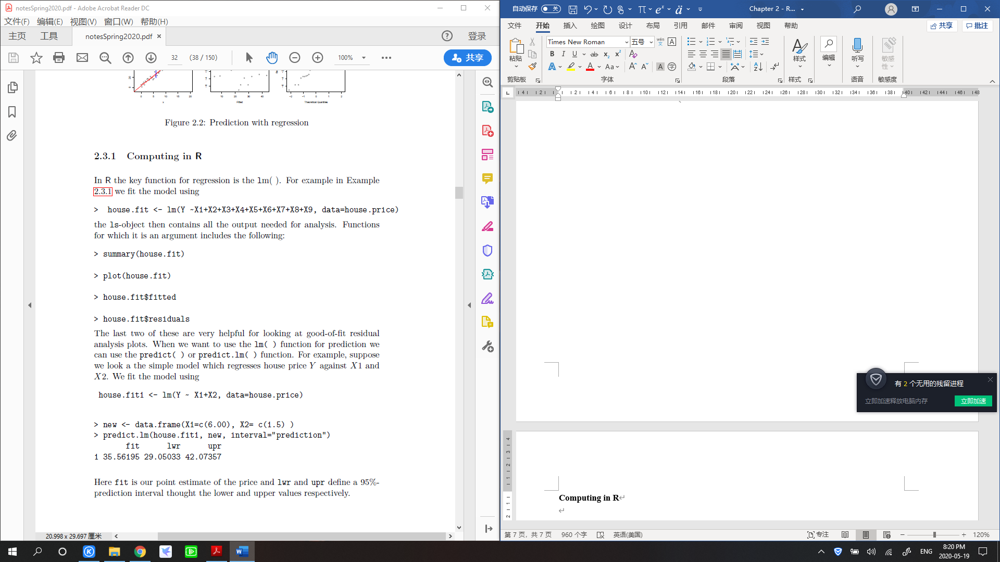 notesSpring2020.pdf - Adobe Acrobat Reader DC
文件(F) 编辑(E) 视图(V) 窗口(W) 帮助(H)
主页 工具 notesSpring2020.pdf × 登录
32 (38 / 150) 100% 共享
Figure 2.2: Prediction with regression
2.3.1 Computing in R
In R the key function for regression is the lm( ). For example in Example
2.3.1 we fit the model using
> house.fit <- lm(Y ~X1+X2+X3+X4+X5+X6+X7+X8+X9, data=house.price)
the ls-object then contains all the output needed for analysis. Functions
for which it is an argument includes the following:
> summary(house.fit)
> plot(house.fit)
> house.fit$fitted
> house.fit$residuals
The last two of these are very helpful for looking at good-of-fit residual
analysis plots. When we want to use the lm( ) function for prediction we
can use the predict( ) or predict.lm( ) function. For example, suppose
we look a the simple model which regresses house price Y against X1 and
X2. We fit the model using
house.fit1 <- lm(Y ~ X1+X2, data=house.price)
> new <- data.frame(X1=c(6.00), X2= c(1.5) )
> predict.lm(house.fit1, new, interval="prediction")
fit lwr upr
1 35.56195 29.05033 42.07357
Here fit is our point estimate of the price and lwr and upr define a 95%-
prediction interval thought the lower and upper values respectively.
20.998 x 29.697 厘米
自动保存 关 Chapter 2 - R...
文件 开始 插入 绘图 设计 布局 引用 邮件 审阅 视图 帮助 共享 批注
粘贴 Times New Roman 五号 样式 编辑 听写 敏感性
剪贴板 字体 段落 样式 语音 敏感度
有 2 个无用的残留进程
立即加速释放电脑内存 立即加速
Computing in R
第 7 页，共 7 页 960 个字 英语(美国) 专注 120%
ENG 8:20 PM
2020-05-19